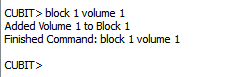 CUBIT> block 1 volume 1
Added Volume 1 to Block 1
Finished Command: block 1 volume 1
CUBIT>